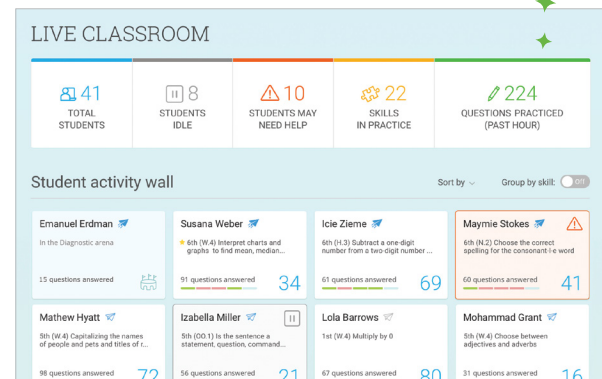 LIVE CLASSROOM
41
TOTAL
STUDENTS
8
STUDENTS
IDLE
10
STUDENTS MAY
NEED HELP
22
SKILLS
IN PRACTICE
224
QUESTIONS PRACTICED
(PAST HOUR)
Student activity wall
Sort by
Group by skill:
Off
Emanuel Erdman
In the Diagnostic arena
15 questions answered
Susana Weber
6th (W.4) Interpret charts and
graphs to find mean, median...
91 questions answered
34
Icie Zieme
6th (H.3) Subtract a one-digit
number from a two-digit number ...
61 questions answered
69
Maymie Stokes
6th (N.2) Choose the correct
spelling for the consonant-l-e word
60 questions answered
41
Mathew Hyatt
5th (W.4) Capitalizing the names
of people and pets and titles of r...
98 questions answered
72
Izabella Miller
5th (OO.1) Is the sentence a
statement, question, command...
56 questions answered
21
Lola Barrows
1st (W.4) Multiply by 0
67 questions answered
80
Mohammad Grant
5th (W.4) Choose between
adjectives and adverbs
31 questions answered
16